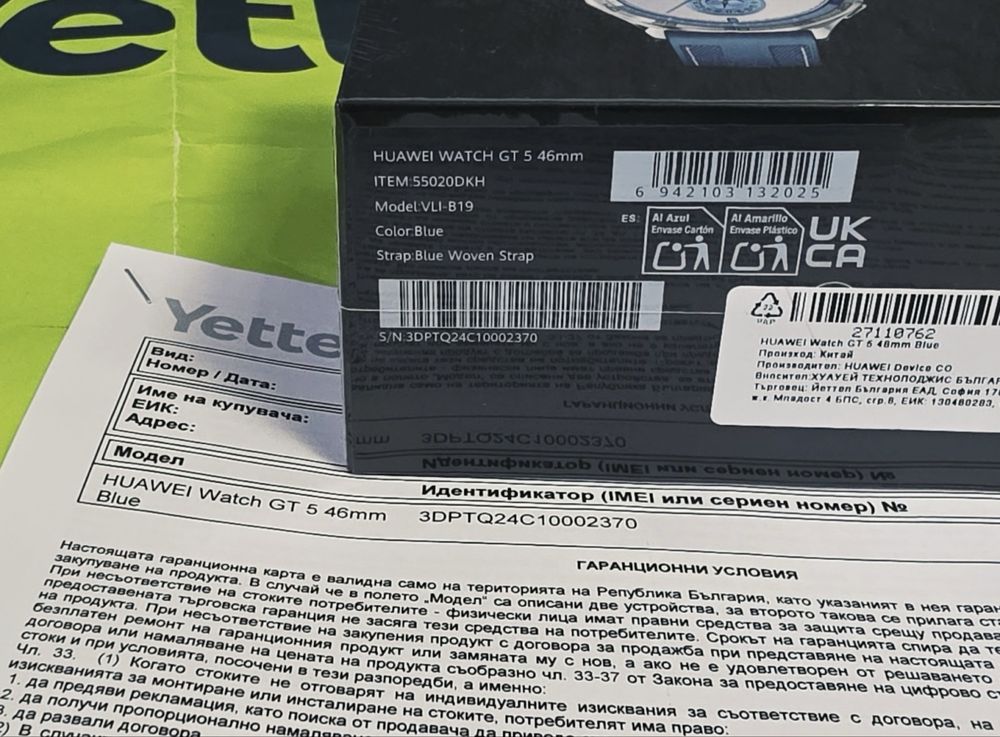 Yett
HUAWEI WATCH GT 5 46mm
ITEM:55020DKH
Model:VLI-B19
Color:Blue
Strap:Blue Woven Strap
6 942103 132025
ES:
Al Azul
Envase Cartón
Al Amarillo
Envase Plástico
UK
CA
S/N:3DPTQ24C10002370
22
PAP
27110762
HUAWEI Watch GT 5 46mm Blue
Произход: Китай
Производител: HUAWEI Device CO
Вносител:ХУАУЕЙ ТЕХНОЛОДЖИС БЪЛГАР
Търговец: Йеттел България ЕАД, София 17
ж.к. Младост 4 БПС, стр.6, ЕИК: 130460283,
Yette
Вид:
Номер / Дата:
Име на купувача:
ЕИК:
Адрес:
Модел
Идентификатор (IMEI или сериен номер) №
HUAWEI Watch GT 5 46mm 3DPTQ24C10002370
Blue
ГАРАНЦИОННИ УСЛОВИЯ
Настоящата гаранционна карта е валидна само на територията на Република България, като указаният в нея гаран
закупуване на продукта. В случай че в полето „Модел“ са описани две устройства, за второто такова се прилага ст
При несъответствие на стоките потребителите - физически лица имат правни средства за защита срещу продава
предоставената търговска гаранция не засяга тези средства на потребителите. Срокът на гаранцията спира да те
на продукта. При несъответствие на закупения продукт с договора за продажба при представяне на настоящата
безплатен ремонт на гаранционния продукт или замяната му с нов, а ако не е удовлетворен от решаването
договора или намаляване на цената на продукта съобразно чл. 33-37 от Закона за предоставяне на цифрово с
стоки и при условията, посочени в тези разпоредби, а именно:
Чл. 33. (1) Когато стоките не отговарят на индивидуалните изисквания за съответствие с договора, на
изискванията за монтиране или инсталиране на стоките, потребителят има право:
1. да предяви рекламация, като поиска от продавача да
2. да получи пропорционално намаляване
3. да развали договора.
2) В случаи